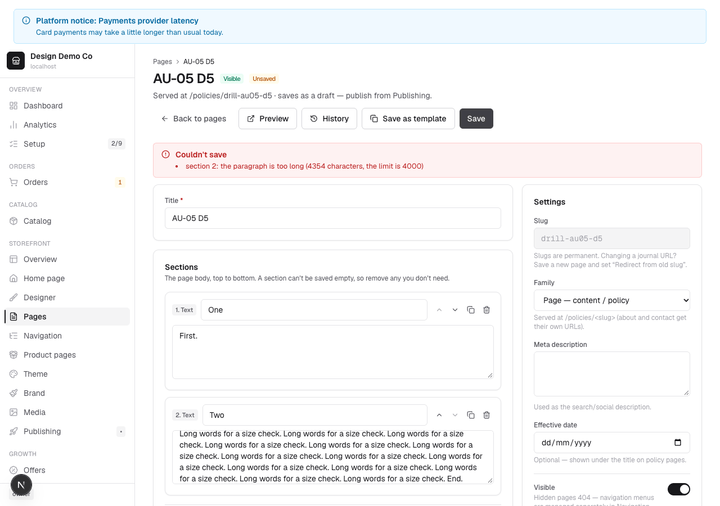 Platform notice: Payments provider latency
Card payments may take a little longer than usual today.
Design Demo Co
localhost
OVERVIEW
Dashboard
Analytics
Setup 2/9
ORDERS
Orders 1
CATALOG
Catalog
STOREFRONT
Overview
Home page
Designer
Pages
Navigation
Product pages
Theme
Brand
Media
Publishing
GROWTH
Offers
N
Pages › AU-05 D5
AU-05 D5 Visible Unsaved
Served at /policies/drill-au05-d5 · saves as a draft — publish from Publishing.
← Back to pages Preview History Save as template Save
Couldn't save
• section 2: the paragraph is too long (4354 characters, the limit is 4000)
Title *
AU-05 D5
Sections
The page body, top to bottom. A section can't be saved empty, so remove any you don't need.
1. Text One
First.
2. Text Two
Long words for a size check. Long words for a size check. Long words for a size
check. Long words for a size check. Long words for a size check. Long words for a
size check. Long words for a size check. Long words for a size check. Long words for
a size check. Long words for a size check. Long words for a size check. Long words
for a size check. Long words for a size check. Long words for a size check. End.
Settings
Slug
drill-au05-d5
Slugs are permanent. Changing a journal URL?
Save a new page and set “Redirect from old slug”.
Family
Page — content / policy
Served at /policies/<slug> (about and contact get
their own URLs).
Meta description
Used as the search/social description.
Effective date
dd/mm/yyyy
Optional — shown under the title on policy pages.
Visible
Hidden pages 404 — navigation menus